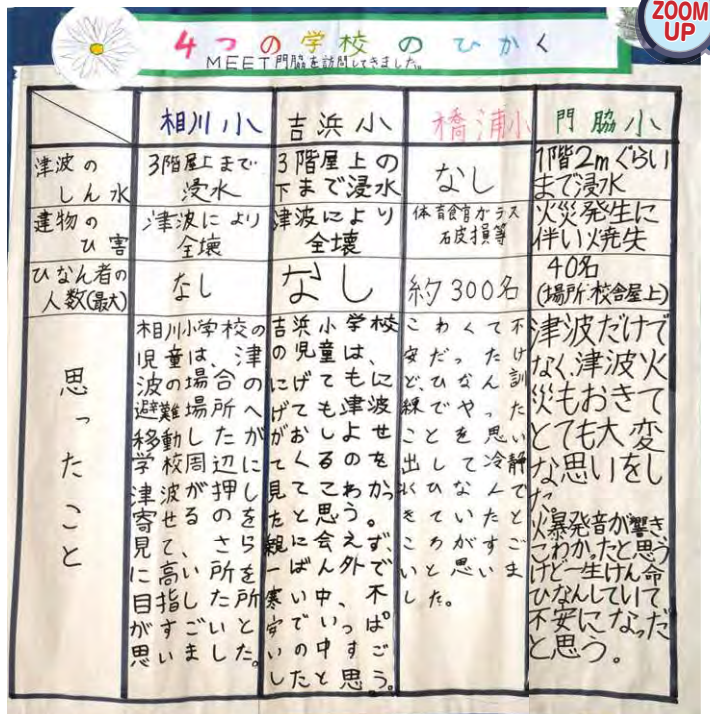 ZOOM UP
4つの学校のひかく
MEET門脇を訪問してきました。
相川小
吉浜小
橋浦小
門脇小
津波の
しん水
3階屋上まで
浸水
3階屋上の
下まで浸水
なし
1階2mぐらい
まで浸水
建物の
ひ害
津波により
全壊
津波により
全壊
体育館ガラス
破損等
火災発生に
伴い焼失
ひなん者の
人数(最大)
なし
なし
約300名
40名
(場所:校舎屋上)
思ったこと
相川小学校の
児童は、津
波の場合の
避難場所へ
移動したが
学校周辺に
津波が押し
寄せるのを
見て、さら
に高い所を
目指した所
がすごいと
思いました。
吉浜小学校
の児童は、
にげてもに
げても津波
がおしよせ
てくるのを
見てこわかっ
たと思う。
親に会えず、
一ばん外で
寒い中、不
安でいっぱ
いの中すご
したと思う。
こわくて不
安だったけ
ど、ひなん訓
練でやった
ことを思い
出して冷静
にひなんで
きていたと
ころがすご
いと思いま
した。
津波だけで
なく、津波火
災もおきて
とても大変
な思いをし
た。
火爆発音が響き
こわかったと思う
けど一生けん命
ひなんしていて
不安になっただ
と思う。